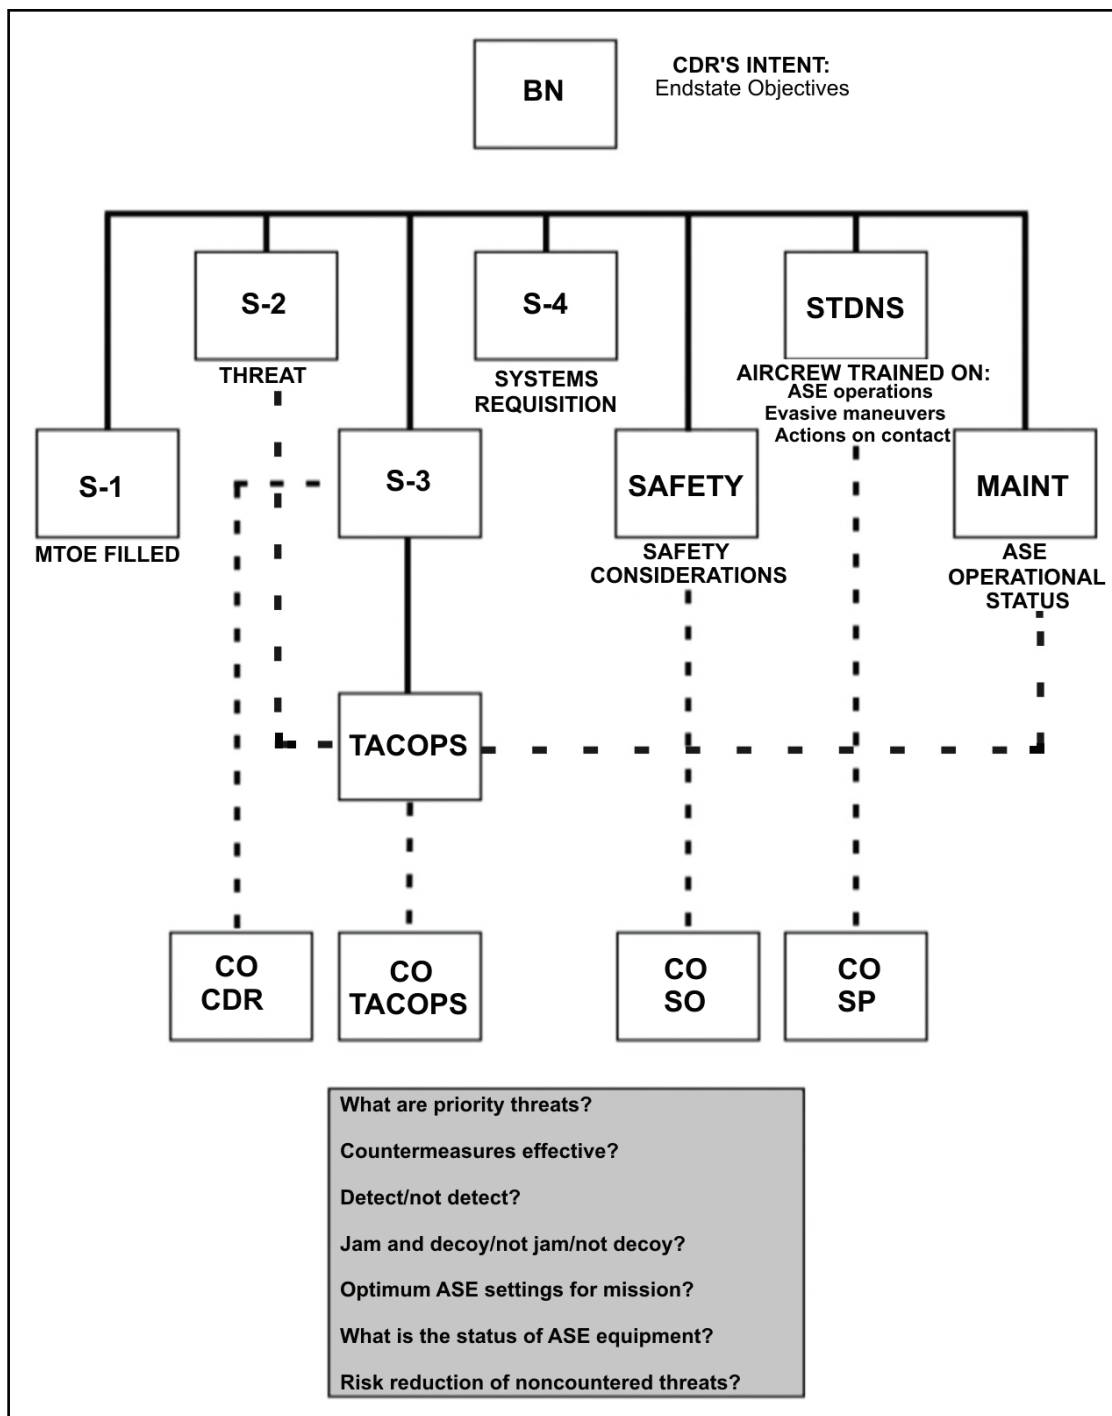 BN
CDR'S INTENT:
Endstate Objectives
S-2
THREAT
S-4
SYSTEMS
REQUISITION
STDNS
AIRCREW TRAINED ON:
ASE operations
Evasive maneuvers
Actions on contact
S-1
MTOE FILLED
S-3
SAFETY
SAFETY
CONSIDERATIONS
MAINT
ASE
OPERATIONAL
STATUS
TACOPS
CO
CDR
CO
TACOPS
CO
SO
CO
SP
What are priority threats?
Countermeasures effective?
Detect/not detect?
Jam and decoy/not jam/not decoy?
Optimum ASE settings for mission?
What is the status of ASE equipment?
Risk reduction of noncountered threats?